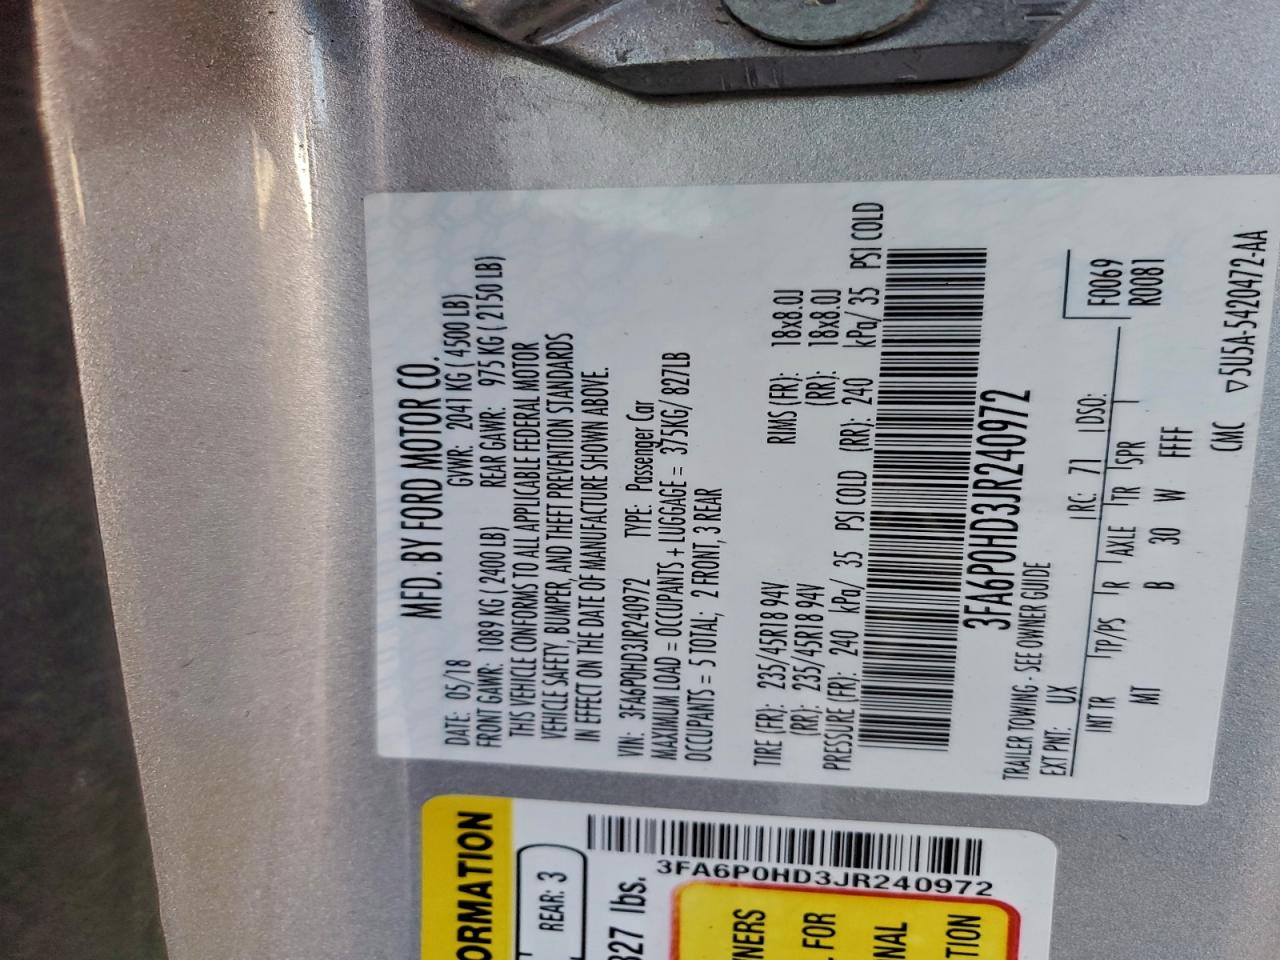 MFD. BY FORD MOTOR CO.
DATE: 05/18 GVWR: 2041 KG ( 4500 LB)
FRONT GAWR: 1089 KG ( 2400 LB) REAR GAWR: 975 KG ( 2150 LB)
THIS VEHICLE CONFORMS TO ALL APPLICABLE FEDERAL MOTOR
VEHICLE SAFETY, BUMPER, AND THEFT PREVENTION STANDARDS
IN EFFECT ON THE DATE OF MANUFACTURE SHOWN ABOVE.
VIN: 3FA6P0HD3JR240972 TYPE: Passenger Car
MAXIMUM LOAD = OCCUPANTS + LUGGAGE = 375KG/ 827LB
OCCUPANTS = 5 TOTAL; 2 FRONT, 3 REAR
TIRE (FR): 235/45R18 94V RIMS (FR): 18x8.0J
(RR): 235/45R18 94V (RR): 18x8.0J
PRESSURE (FR): 240 kPa/ 35 PSI COLD (RR): 240 kPa/ 35 PSI COLD
3FA6P0HD3JR240972
TRAILER TOWING - SEE OWNER GUIDE
EXT PNT: UX RC: 71 DSO: F0069
R0081
INT TR TP/PS R AXLE TR SPR
MT B 30 W FFFF
CMC ▽5U5A-5420472-AA
ORMATION
REAR: 3
827 lbs.
3FA6P0HD3JR240972
NERS
FOR
NAL
TION